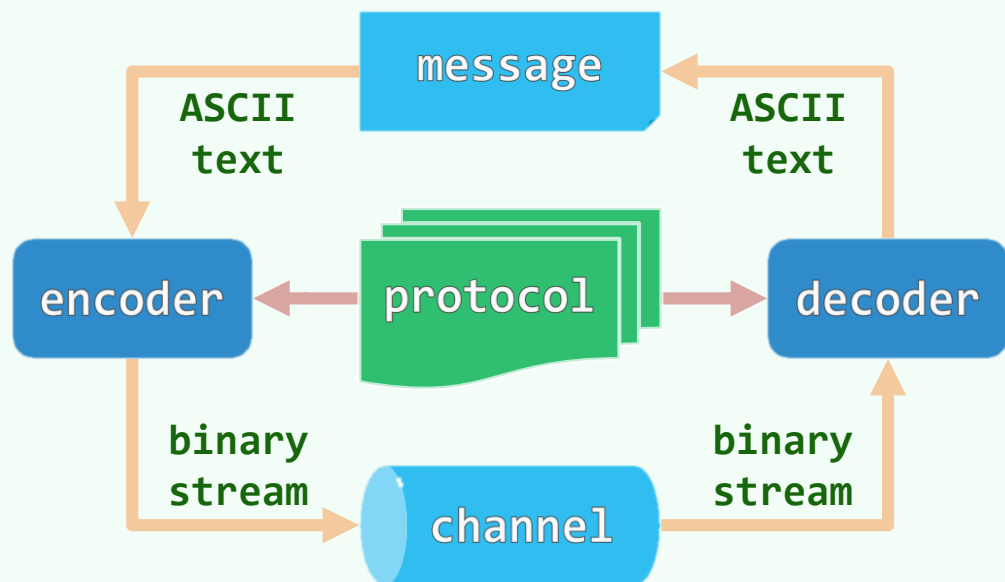 message
ASCII
text
ASCII
text
encoder
protocol
decoder
binary
stream
binary
stream
channel